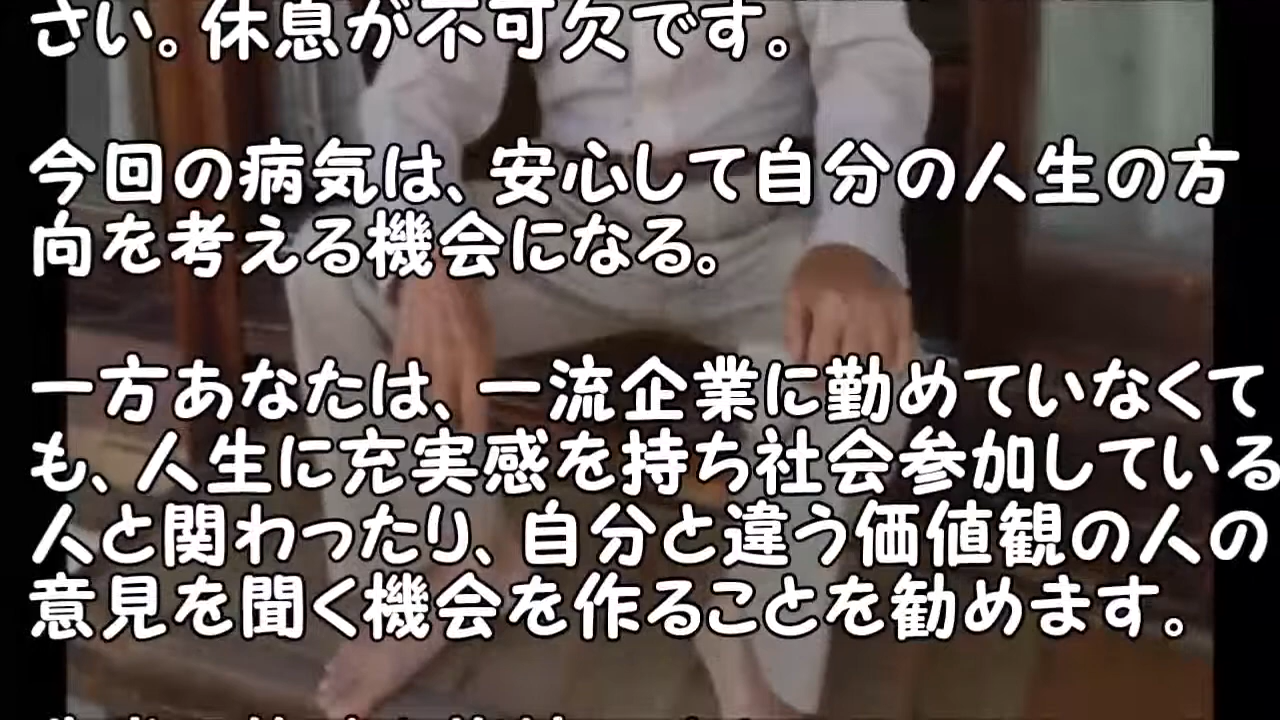 さい。休息が不可欠です。
今回の病気は、安心して自分の人生の方
向を考える機会になる。
一方あなたは、一流企業に勤めていなくて
も、人生に充実感を持ち社会参加している
人と関わったり、自分と違う価値観の人の
意見を聞く機会を作ることを勧めます。